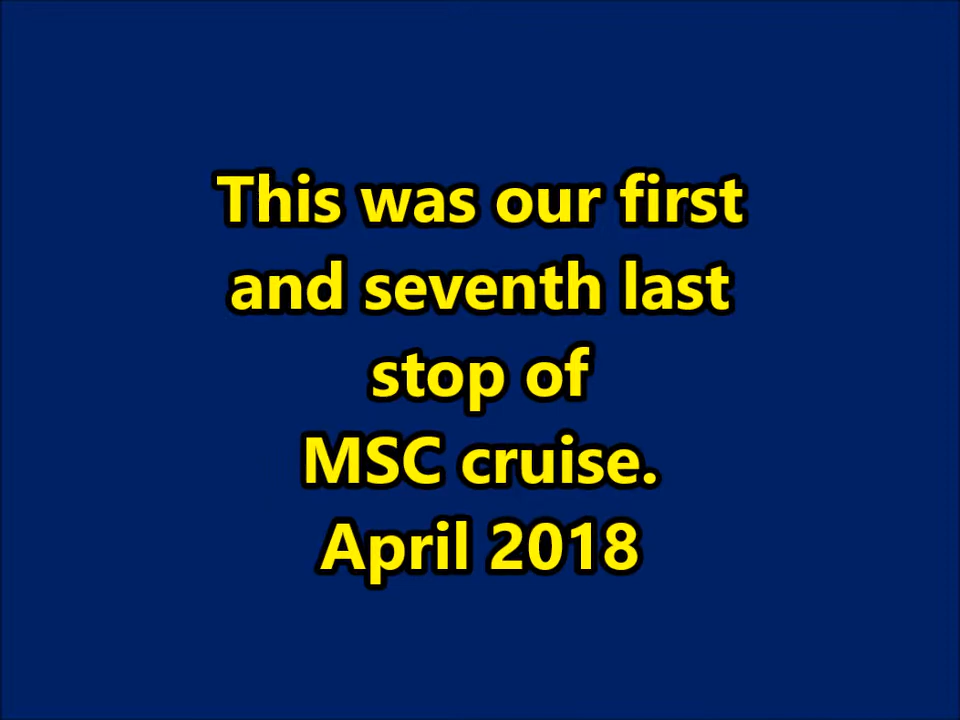 This was our first
and seventh last
stop of
MSC cruise.
April 2018